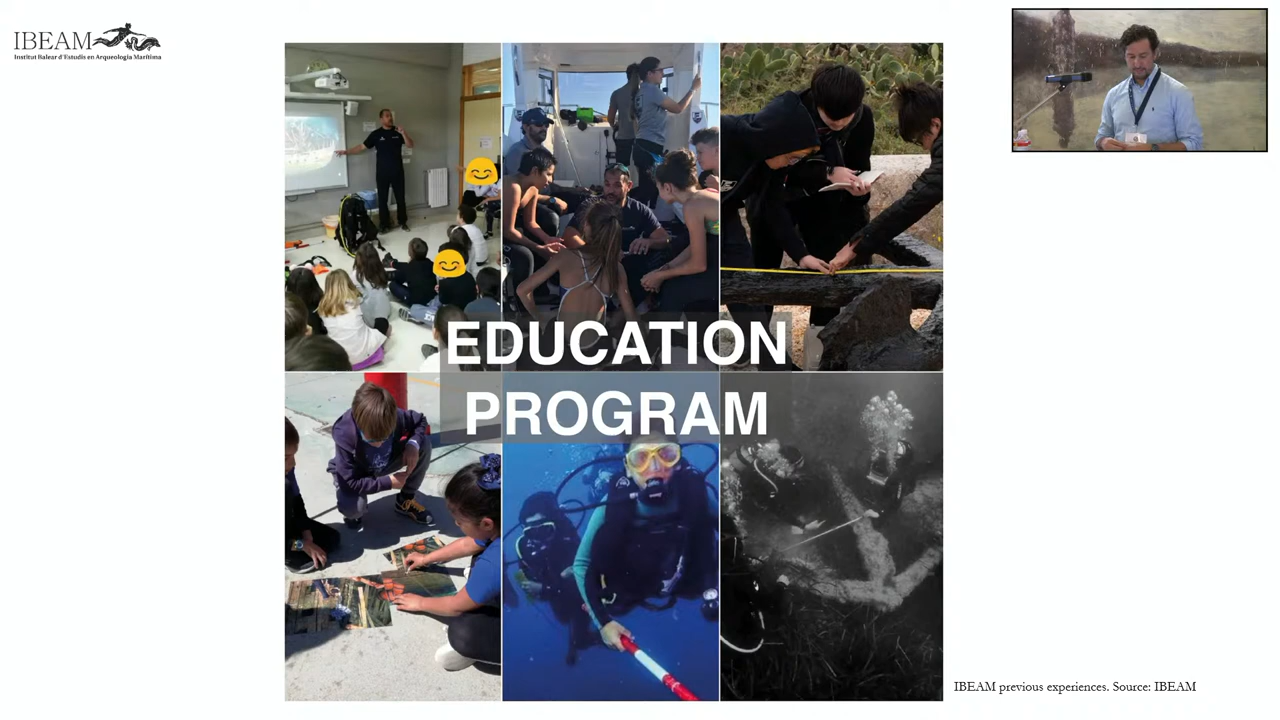 IBEAM
Institut Balear d'Estudis en Arqueologia Marítima
EDUCATION
PROGRAM
IBEAM previous experiences. Source: IBEAM